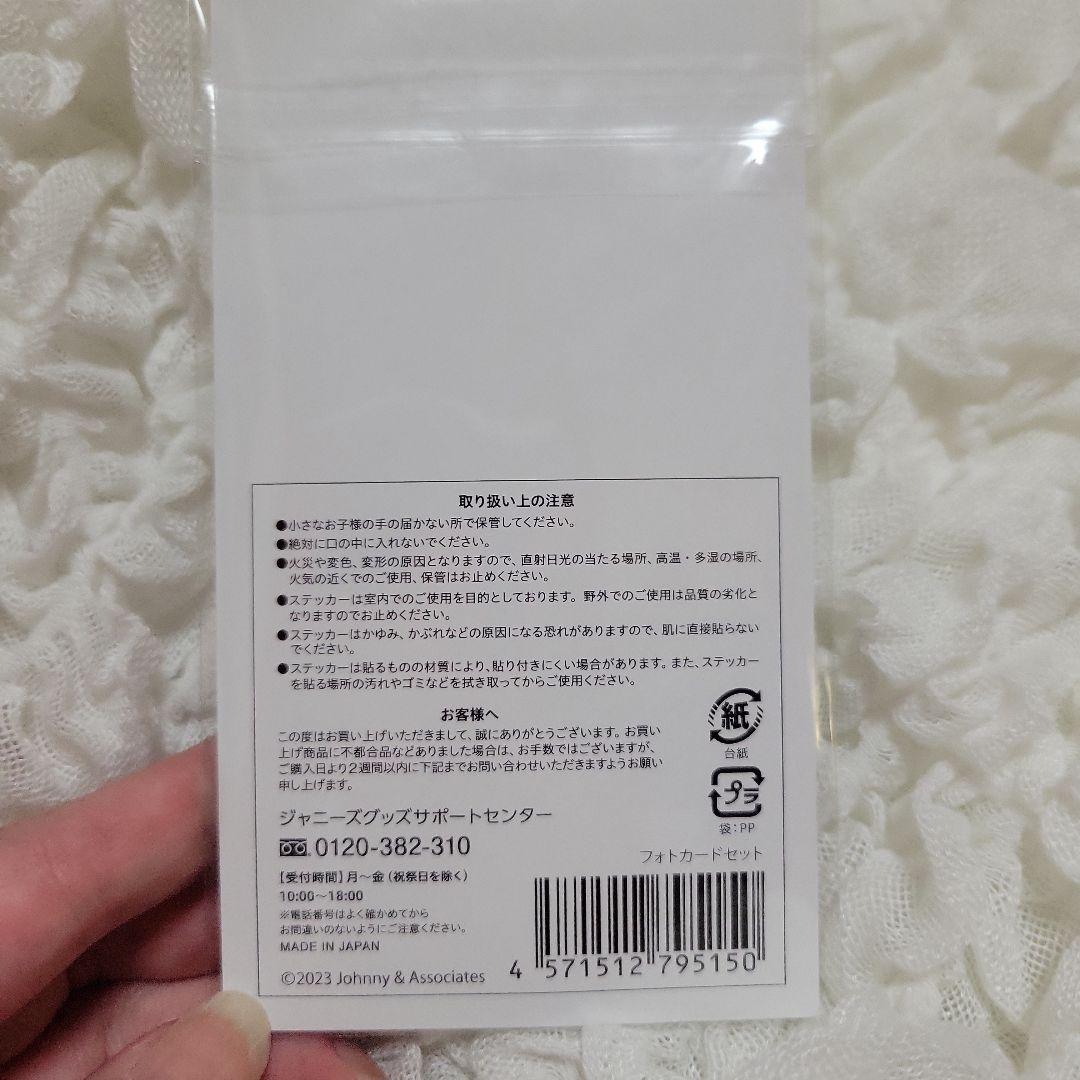 取り扱い上の注意
●小さなお子様の手の届かない所で保管してください。
●絶対に口の中に入れないでください。
●火災や変色、変形の原因となりますので、直射日光の当たる場所、高温・多湿の場所、
火気の近くでのご使用、保管はお止めください。
●ステッカーは室内でのご使用を目的としております。野外でのご使用は品質の劣化と
なりますのでお止めください。
●ステッカーはかゆみ、かぶれなどの原因になる恐れがありますので、肌に直接貼らない
でください。
●ステッカーは貼るものの材質により、貼り付きにくい場合があります。また、ステッカー
を貼る場所の汚れやゴミなどを拭き取ってからご使用ください。
お客様へ
この度はお買い上げいただきまして、誠にありがとうございます。お買い
上げ商品に不都合品などありました場合は、お手数ではございますが、
ご購入日より2週間以内に下記までお問い合わせいただきますようお願い
申し上げます。
紙
台紙
プラ
袋:PP
ジャニーズグッズサポートセンター
0120-382-310
【受付時間】月〜金(祝祭日を除く)
10:00〜18:00
※電話番号はよく確かめてから
お間違いのないようにご注意ください。
MADE IN JAPAN
©2023 Johnny & Associates
フォトカードセット
4 571512 795150